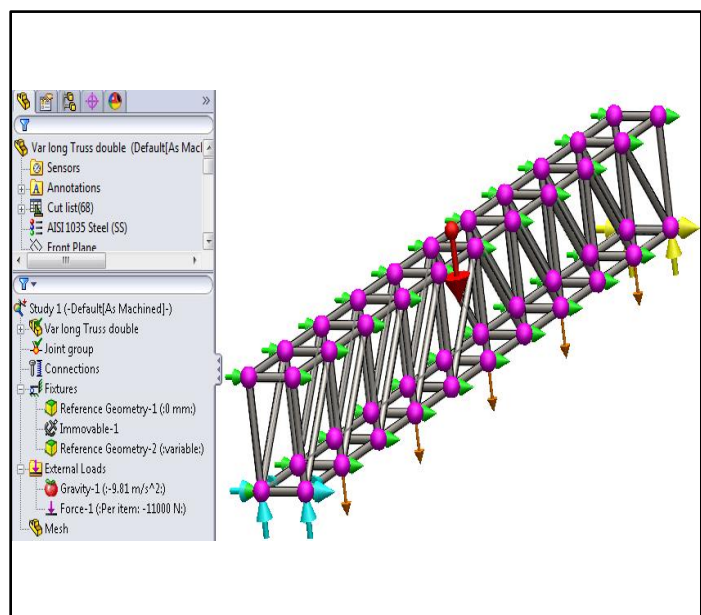 Var long Truss double (Default[As Macl
Sensors
Annotations
Cut list(68)
AISI 1035 Steel (SS)
Front Plane
Study 1 (-Default[As Machined]-)
Var long Truss double
Joint group
Connections
Fixtures
Reference Geometry-1 (:0 mm:)
Immovable-1
Reference Geometry-2 (:variable:)
External Loads
Gravity-1 (:-9.81 m/s^2:)
Force-1 (:Per item: -11000 N:)
Mesh